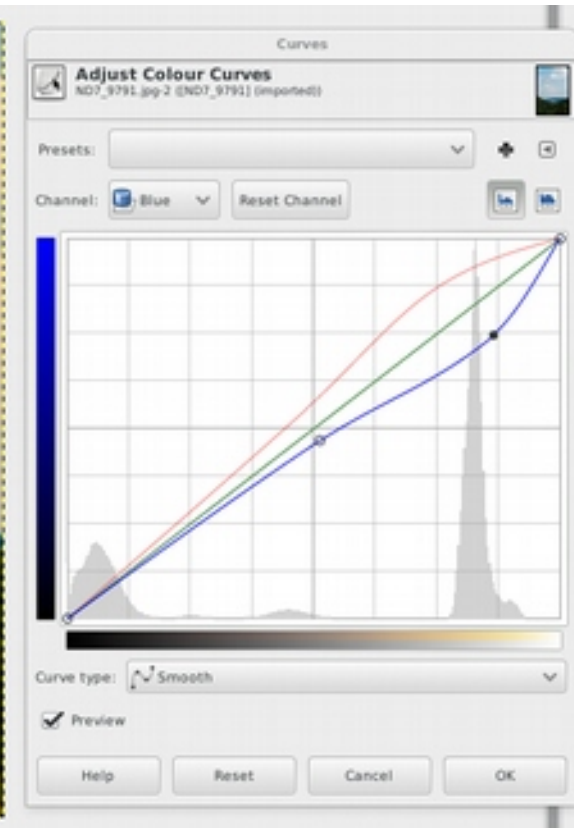 Curves
Adjust Colour Curves
ND7_9791.jpg-2 ([ND7_9791] (imported))
Presets:
Channel: Blue Reset Channel
Curve type: Smooth
Preview
Help Reset Cancel OK